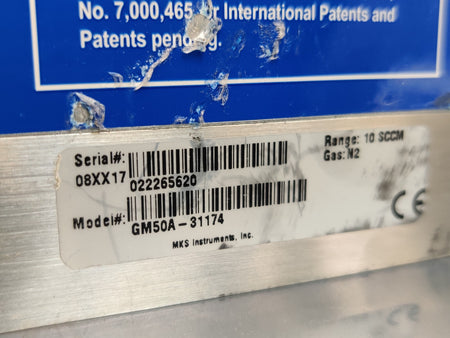 No. 7,000,465 or International Patents and
Patents pending.
Serial#:
08XX17 022265620
Model#:
GM50A-31174
MKS Instruments, Inc.
Range: 10 SCCM
Gas: N2
CE